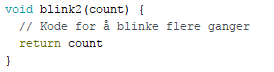 void blink2(count) {
  // Kode for å blinke flere ganger
  return count
}